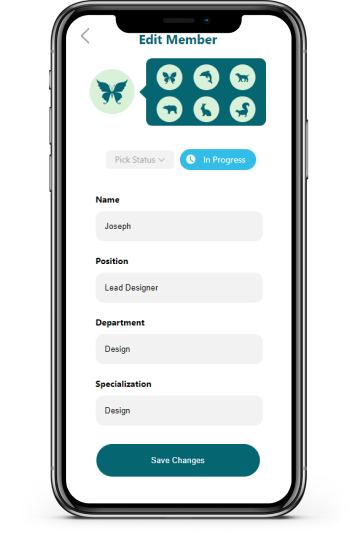 Edit Member
Pick Status
In Progress
Name
Joseph
Position
Lead Designer
Department
Design
Specialization
Design
Save Changes